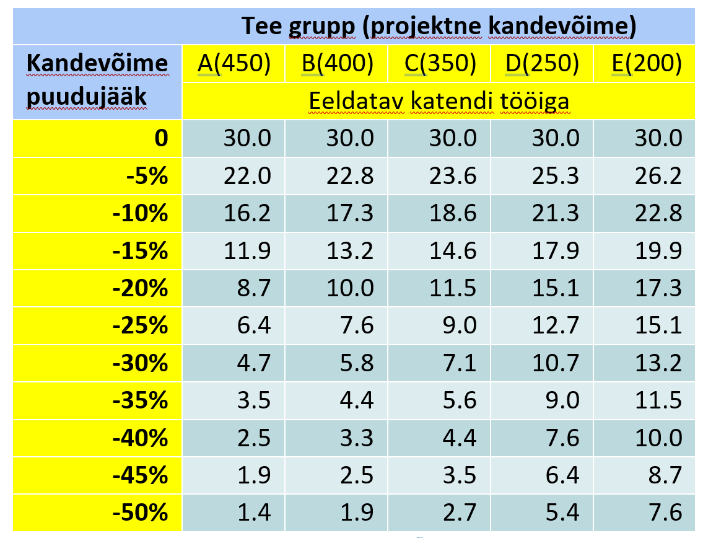 Tee grupp (projektne kandevõime)
Kandevõime puudujääk A(450) B(400) C(350) D(250) E(200)
Eeldatav katendi tööiga
0 30.0 30.0 30.0 30.0 30.0
-5% 22.0 22.8 23.6 25.3 26.2
-10% 16.2 17.3 18.6 21.3 22.8
-15% 11.9 13.2 14.6 17.9 19.9
-20% 8.7 10.0 11.5 15.1 17.3
-25% 6.4 7.6 9.0 12.7 15.1
-30% 4.7 5.8 7.1 10.7 13.2
-35% 3.5 4.4 5.6 9.0 11.5
-40% 2.5 3.3 4.4 7.6 10.0
-45% 1.9 2.5 3.5 6.4 8.7
-50% 1.4 1.9 2.7 5.4 7.6